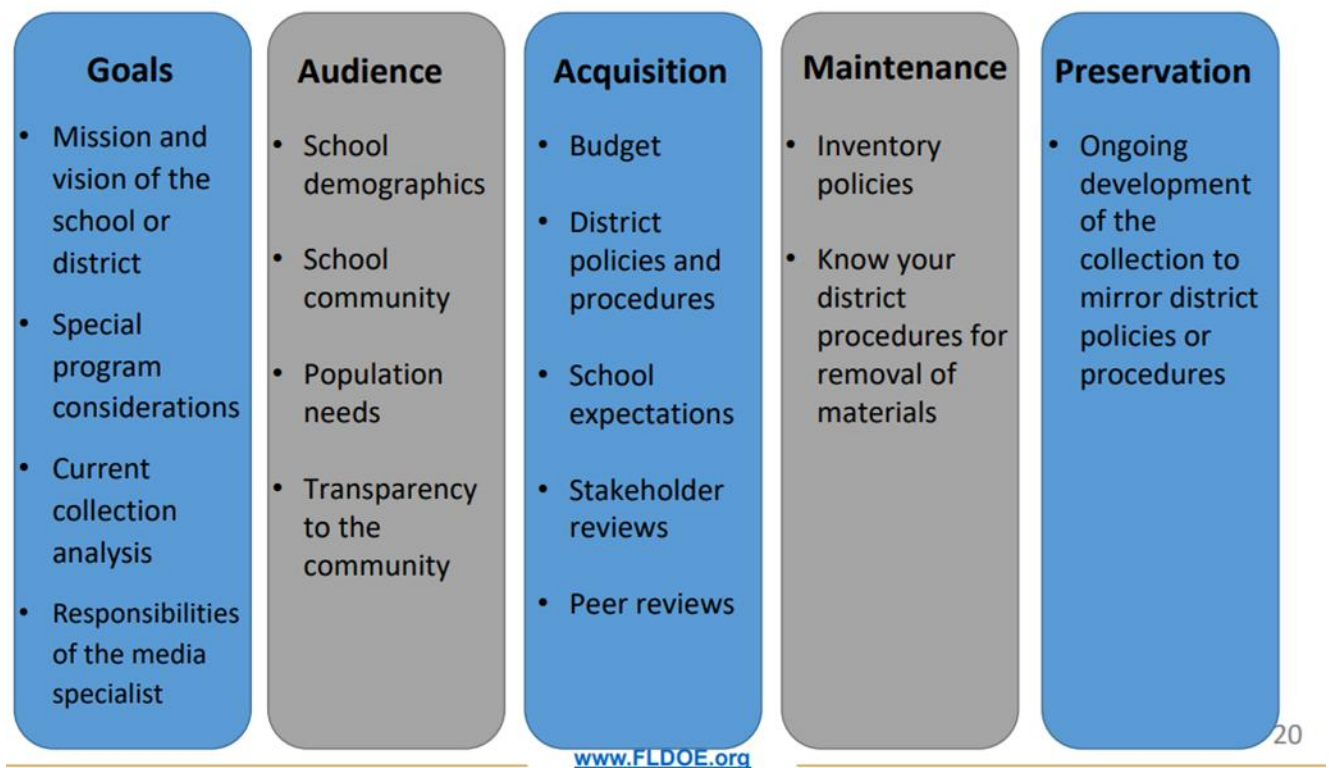 Goals
• Mission and
vision of the
school or
district
• Special
program
considerations
• Current
collection
analysis
• Responsibilities
of the media
specialist
Audience
• School
demographics
• School
community
• Population
needs
• Transparency
to the
community
Acquisition
• Budget
• District
policies and
procedures
• School
expectations
• Stakeholder
reviews
• Peer reviews
Maintenance
• Inventory
policies
• Know your
district
procedures for
removal of
materials
Preservation
• Ongoing
development
of the
collection to
mirror district
policies or
procedures
20
www.FLDOE.org